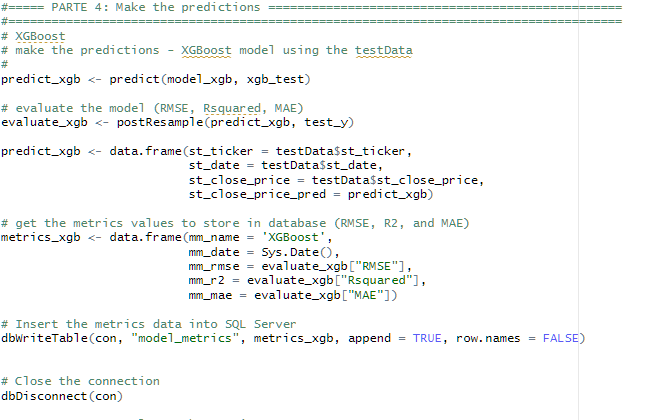 #===== PARTE 4: Make the predictions ==================================================
#======================================================================================
# XGBoost
# make the predictions - XGBoost model using the testData
#
predict_xgb <- predict(model_xgb, xgb_test)
# evaluate the model (RMSE, Rsquared, MAE)
evaluate_xgb <- postResample(predict_xgb, test_y)
predict_xgb <- data.frame(st_ticker = testData$st_ticker,
st_date = testData$st_date,
st_close_price = testData$st_close_price,
st_close_price_pred = predict_xgb)
# get the metrics values to store in database (RMSE, R2, and MAE)
metrics_xgb <- data.frame(mm_name = 'XGBoost',
mm_date = Sys.Date(),
mm_rmse = evaluate_xgb["RMSE"],
mm_r2 = evaluate_xgb["Rsquared"],
mm_mae = evaluate_xgb["MAE"])
# Insert the metrics data into SQL Server
dbWriteTable(con, "model_metrics", metrics_xgb, append = TRUE, row.names = FALSE)
# Close the connection
dbDisconnect(con)